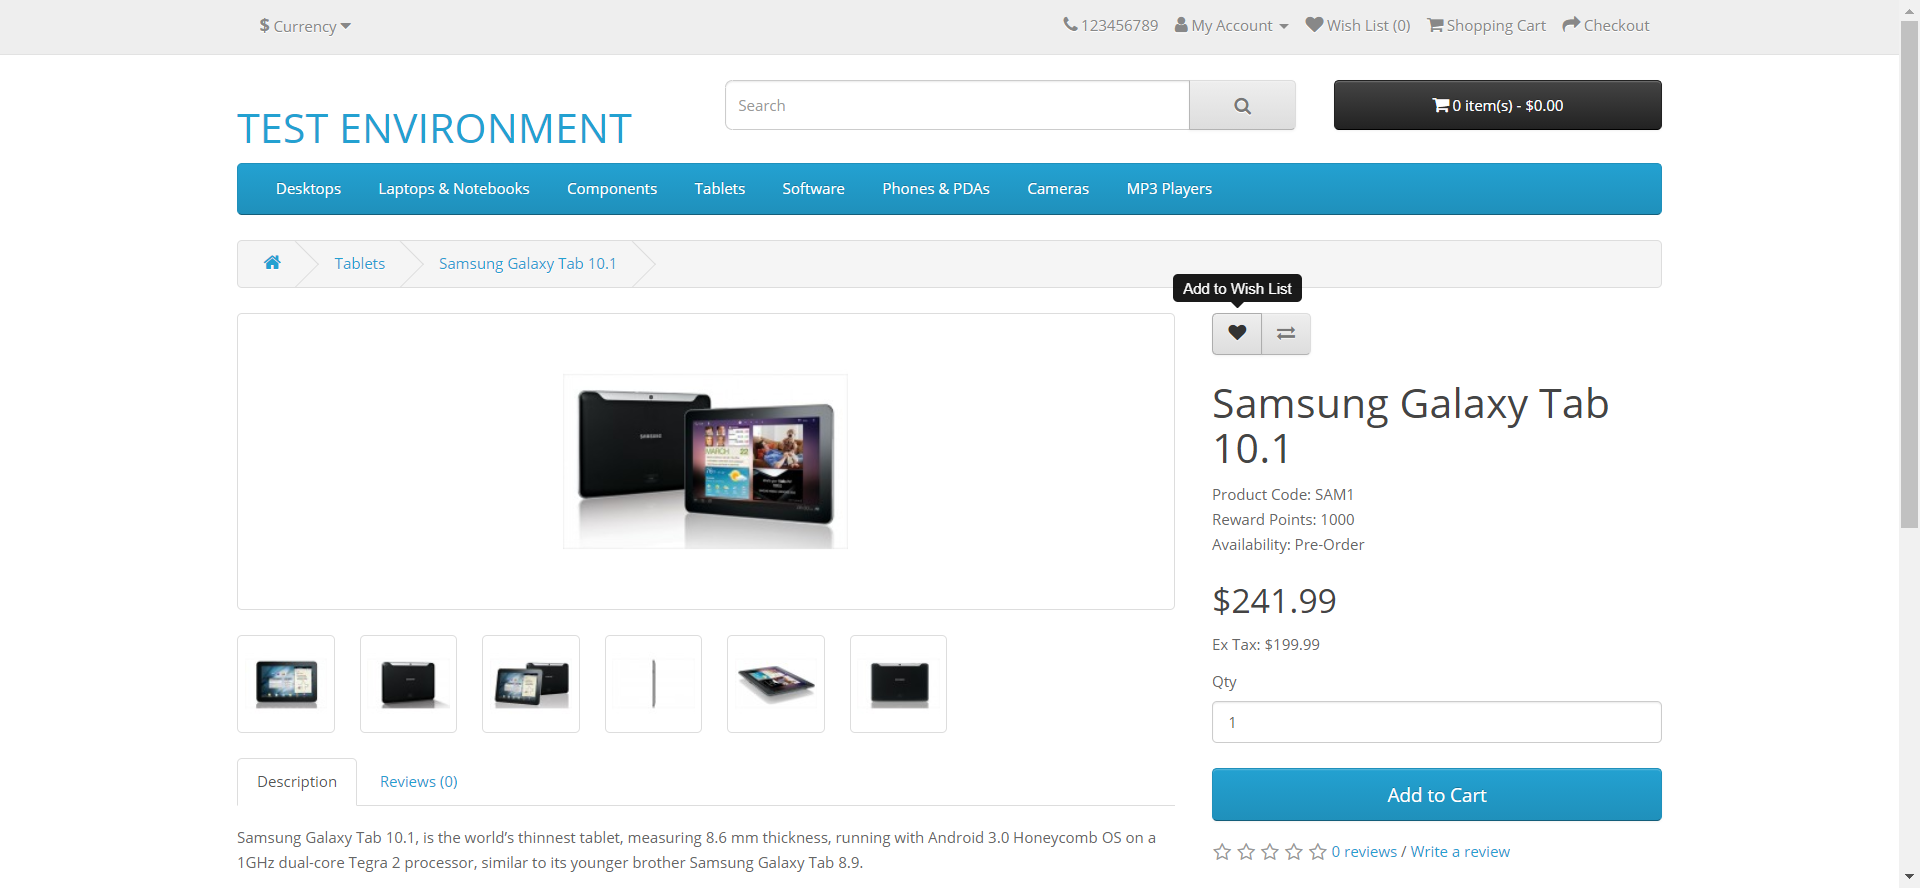 $ Currency
123456789
My Account
Wish List (0)
Shopping Cart
Checkout
TEST ENVIRONMENT
Search
0 item(s) - $0.00
Desktops
Laptops & Notebooks
Components
Tablets
Software
Phones & PDAs
Cameras
MP3 Players
Tablets
Samsung Galaxy Tab 10.1
Add to Wish List
Samsung Galaxy Tab
10.1
Product Code: SAM1
Reward Points: 1000
Availability: Pre-Order
$241.99
Ex Tax: $199.99
Qty
1
Add to Cart
0 reviews / Write a review
SAMSUNG
MARCH
Description
Reviews (0)
Samsung Galaxy Tab 10.1, is the world’s thinnest tablet, measuring 8.6 mm thickness, running with Android 3.0 Honeycomb OS on a
1GHz dual-core Tegra 2 processor, similar to its younger brother Samsung Galaxy Tab 8.9.